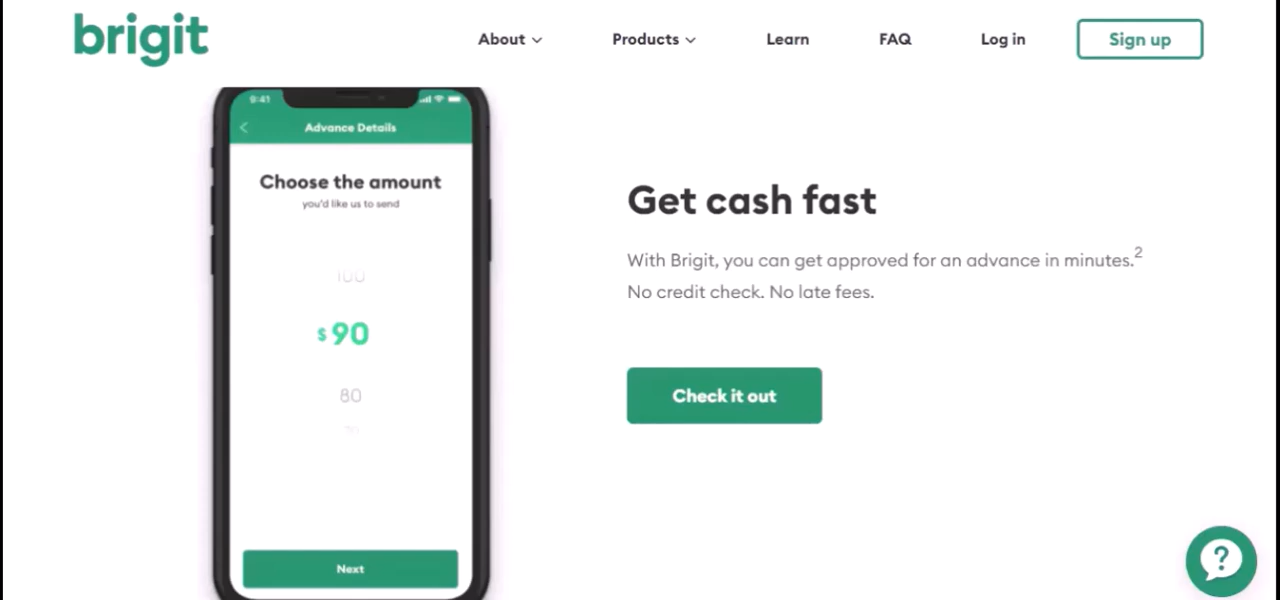 brigit
About
Products
Learn
FAQ
Log in
Sign up
9:41
Advance Details
Choose the amount
you'd like us to send
100
$90
80
Next
Get cash fast
With Brigit, you can get approved for an advance in minutes.2
No credit check. No late fees.
Check it out
?